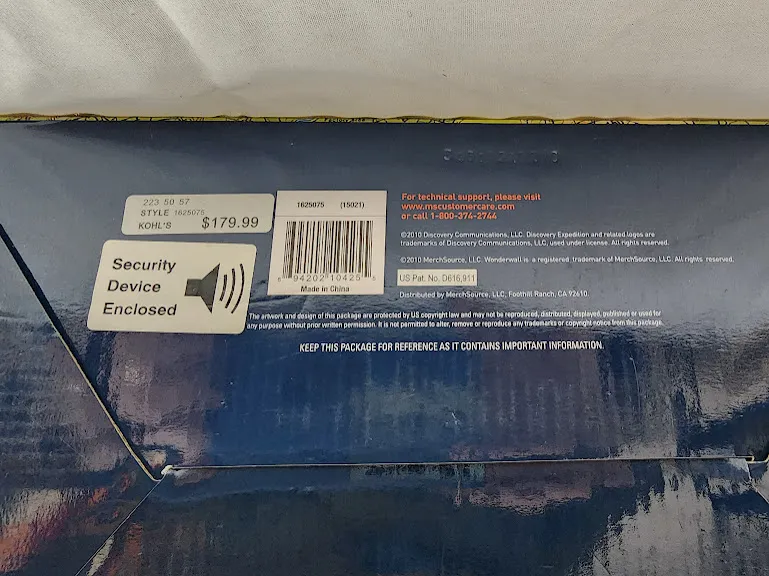 223 50 57
STYLE 1625075
KOHL'S $179.99
Security
Device
Enclosed
1625075 (15021)
94202 10425
Made in China
For technical support, please visit
www.mscustomercare.com
or call 1-800-374-2744
©2010 Discovery Communications, LLC. Discovery Expedition and related logos are
trademarks of Discovery Communications, LLC, used under license. All rights reserved.
©2010 MerchSource, LLC. Wonderwall is a registered trademark of MerchSource, LLC. All rights reserved.
US Pat. No. D616,911
Distributed by MerchSource, LLC, Foothill Ranch, CA 92610.
The artwork and design of this package are protected by US copyright law and may not be reproduced, distributed, displayed, published or used for
any purpose without prior written permission. It is not permitted to alter, remove or reproduce any trademarks or copyright notice from this package.
KEEP THIS PACKAGE FOR REFERENCE AS IT CONTAINS IMPORTANT INFORMATION.